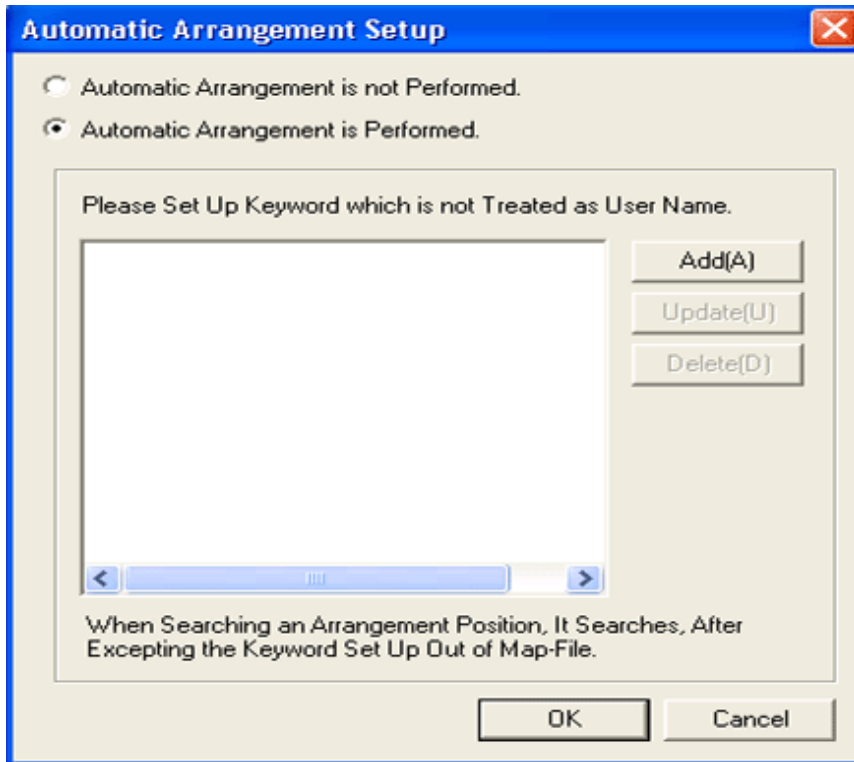 Automatic Arrangement Setup
Automatic Arrangement is not Performed.
Automatic Arrangement is Performed.
Please Set Up Keyword which is not Treated as User Name.
Add(A)
Update(U)
Delete(D)
When Searching an Arrangement Position, It Searches, After
Excepting the Keyword Set Up Out of Map-File.
OK
Cancel